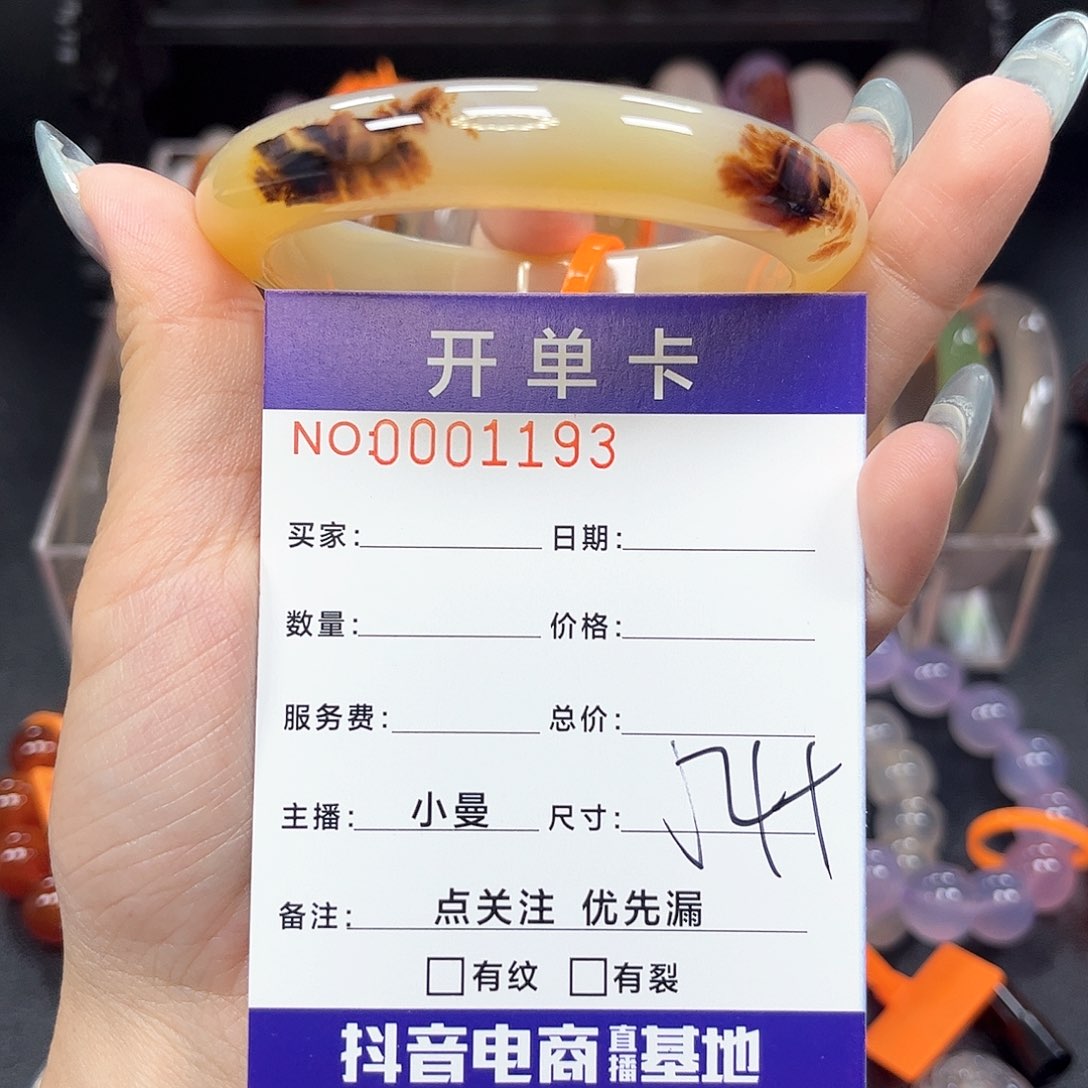 开单卡
NO:0001193
买家: 日期:
数量: 价格:
服务费: 总价:
主播: 小曼 尺寸:
备注: 点关注 优先漏
□有纹 □有裂
抖音电商直播基地